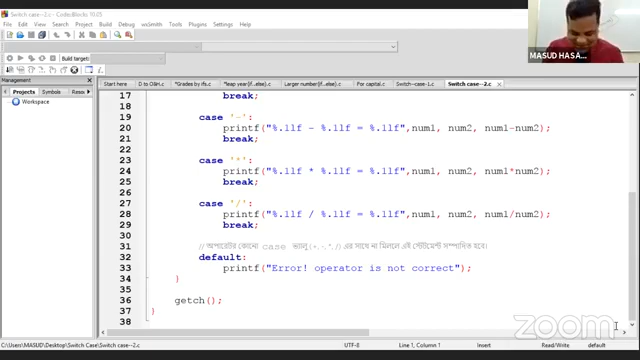 Switch case--2.c - Code::Blocks 10.05
File Edit View Search Project Build Debug wxSmith Tools Plugins Settings Help
Build target:
Management
Projects Symbols Resou
Workspace
Start here D to OtH.c *Grades by ifs.c *leap year(if...else).c Larger number(if...else).c For capital.c Switch--case-1.c Switch case--2.c
17 break;
18
19 case '-':
20 printf("%.1lf - %.1lf = %.1lf",num1, num2, num1-num2);
21 break;
22
23 case '*':
24 printf("%.1lf * %.1lf = %.1lf",num1, num2, num1*num2);
25 break;
26
27 case '/':
28 printf("%.1lf / %.1lf = %.1lf",num1, num2, num1/num2);
29 break;
30
31 // অপারেটর কোনো case ভ্যালু (+, -, *, /) এর সাথে না মিললে এই স্টেটমেন্ট সম্পাদিত হবে।
32 default:
33 printf("Error! operator is not correct");
34 }
35
36 getch();
37 }
38
C:\Users\MASUD\Desktop\Switch Case\Switch case--2.c UTF-8 Line 1, Column 1 Insert Read/Write default
MASUD HASA...
zoom